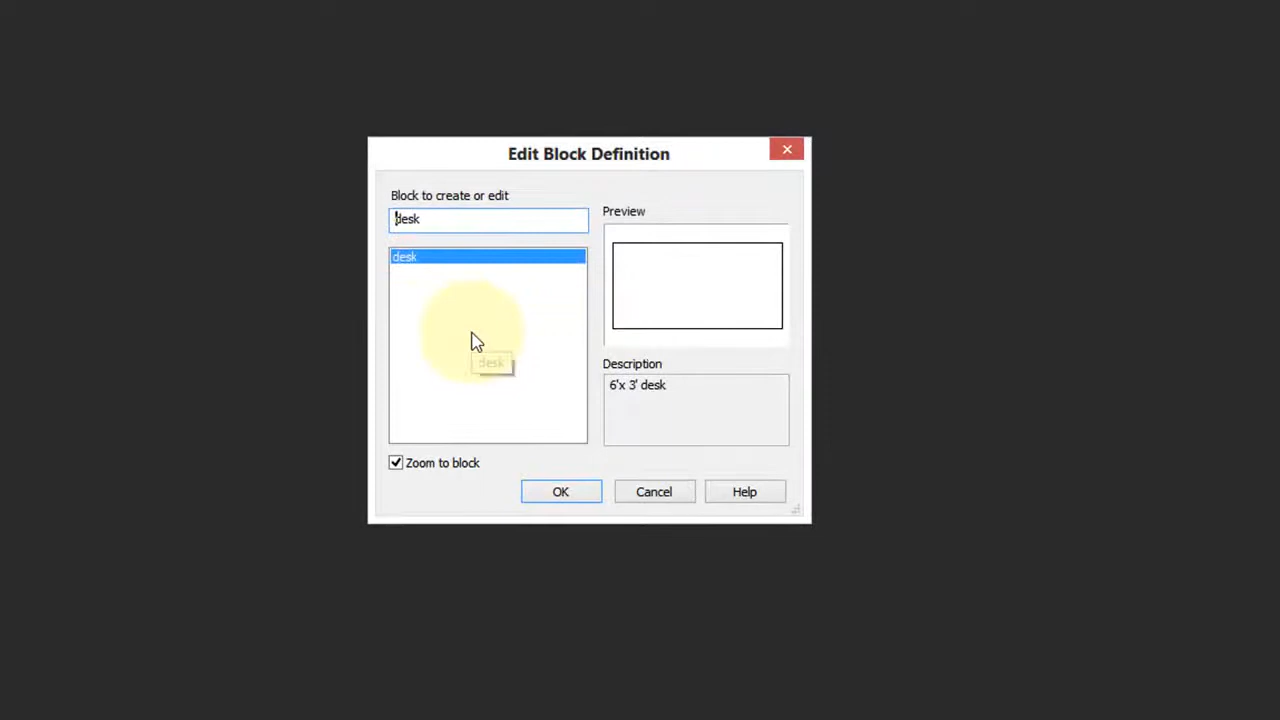 Edit Block Definition
Block to create or edit
desk
desk
desk
Zoom to block
Preview
Description
6'x 3' desk
OK
Cancel
Help